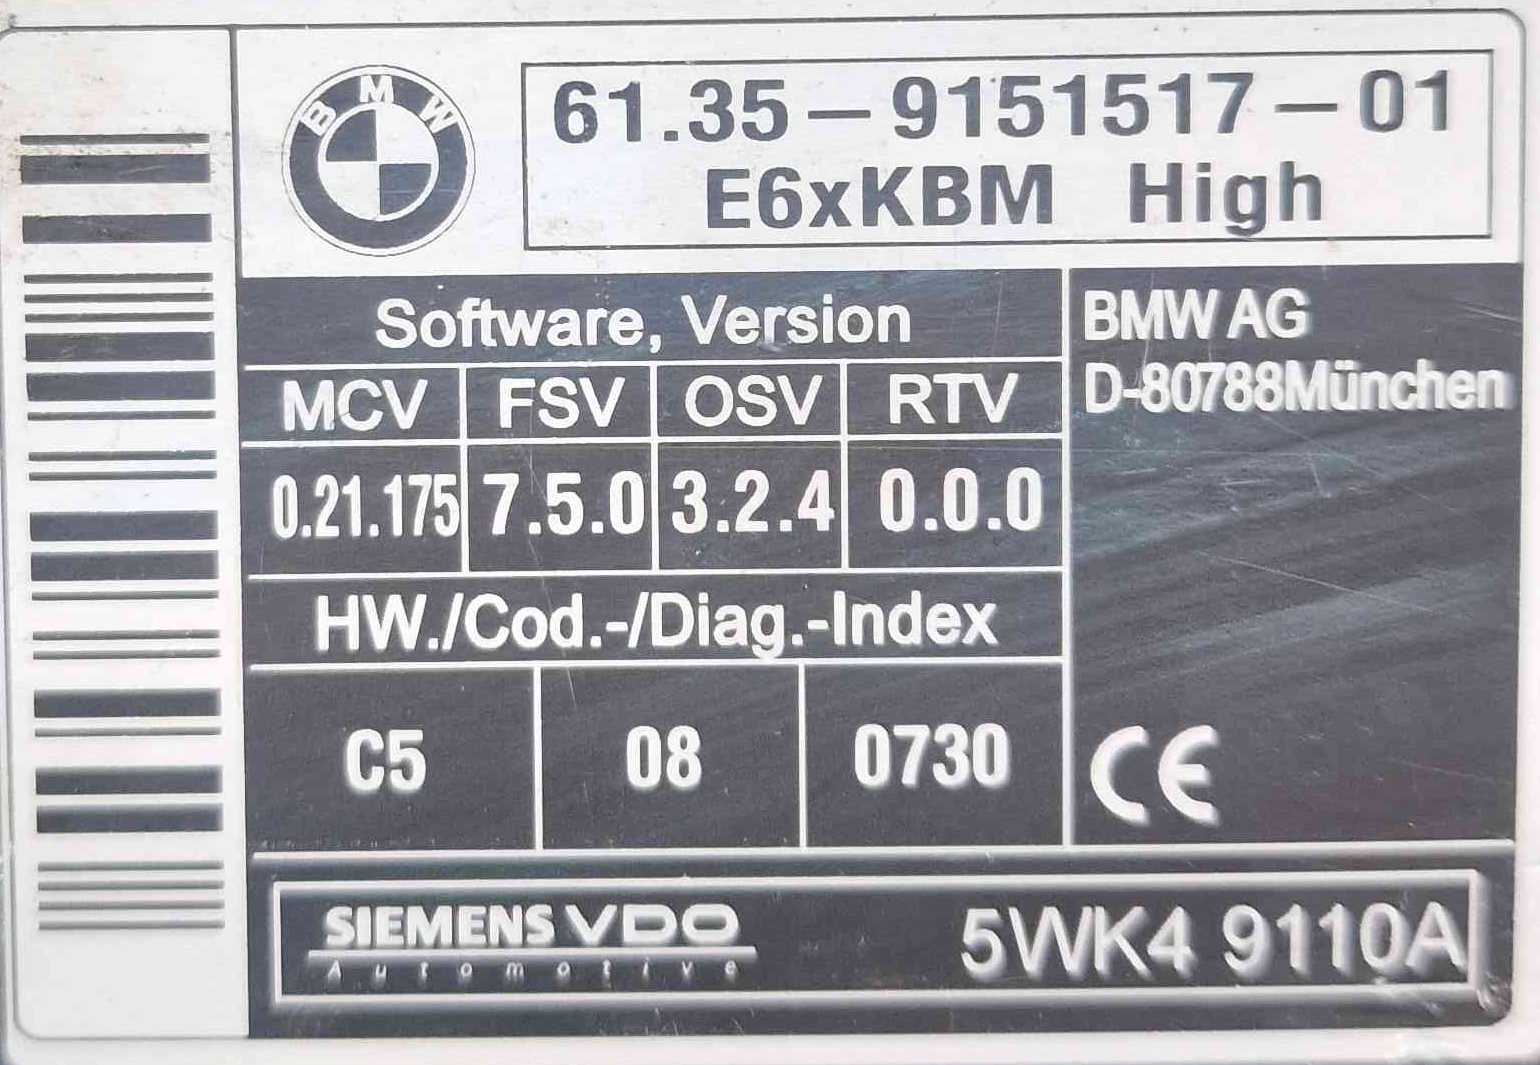 BMW
61.35-9151517-01
E6xKBM High
Software, Version
MCV FSV OSV RTV
0.21.175 7.5.0 3.2.4 0.0.0
HW./Cod.-/Diag.-Index
C5 08 0730
BMW AG
D-80788München
CE
SIEMENS VDO
Automotive
5WK4 9110A